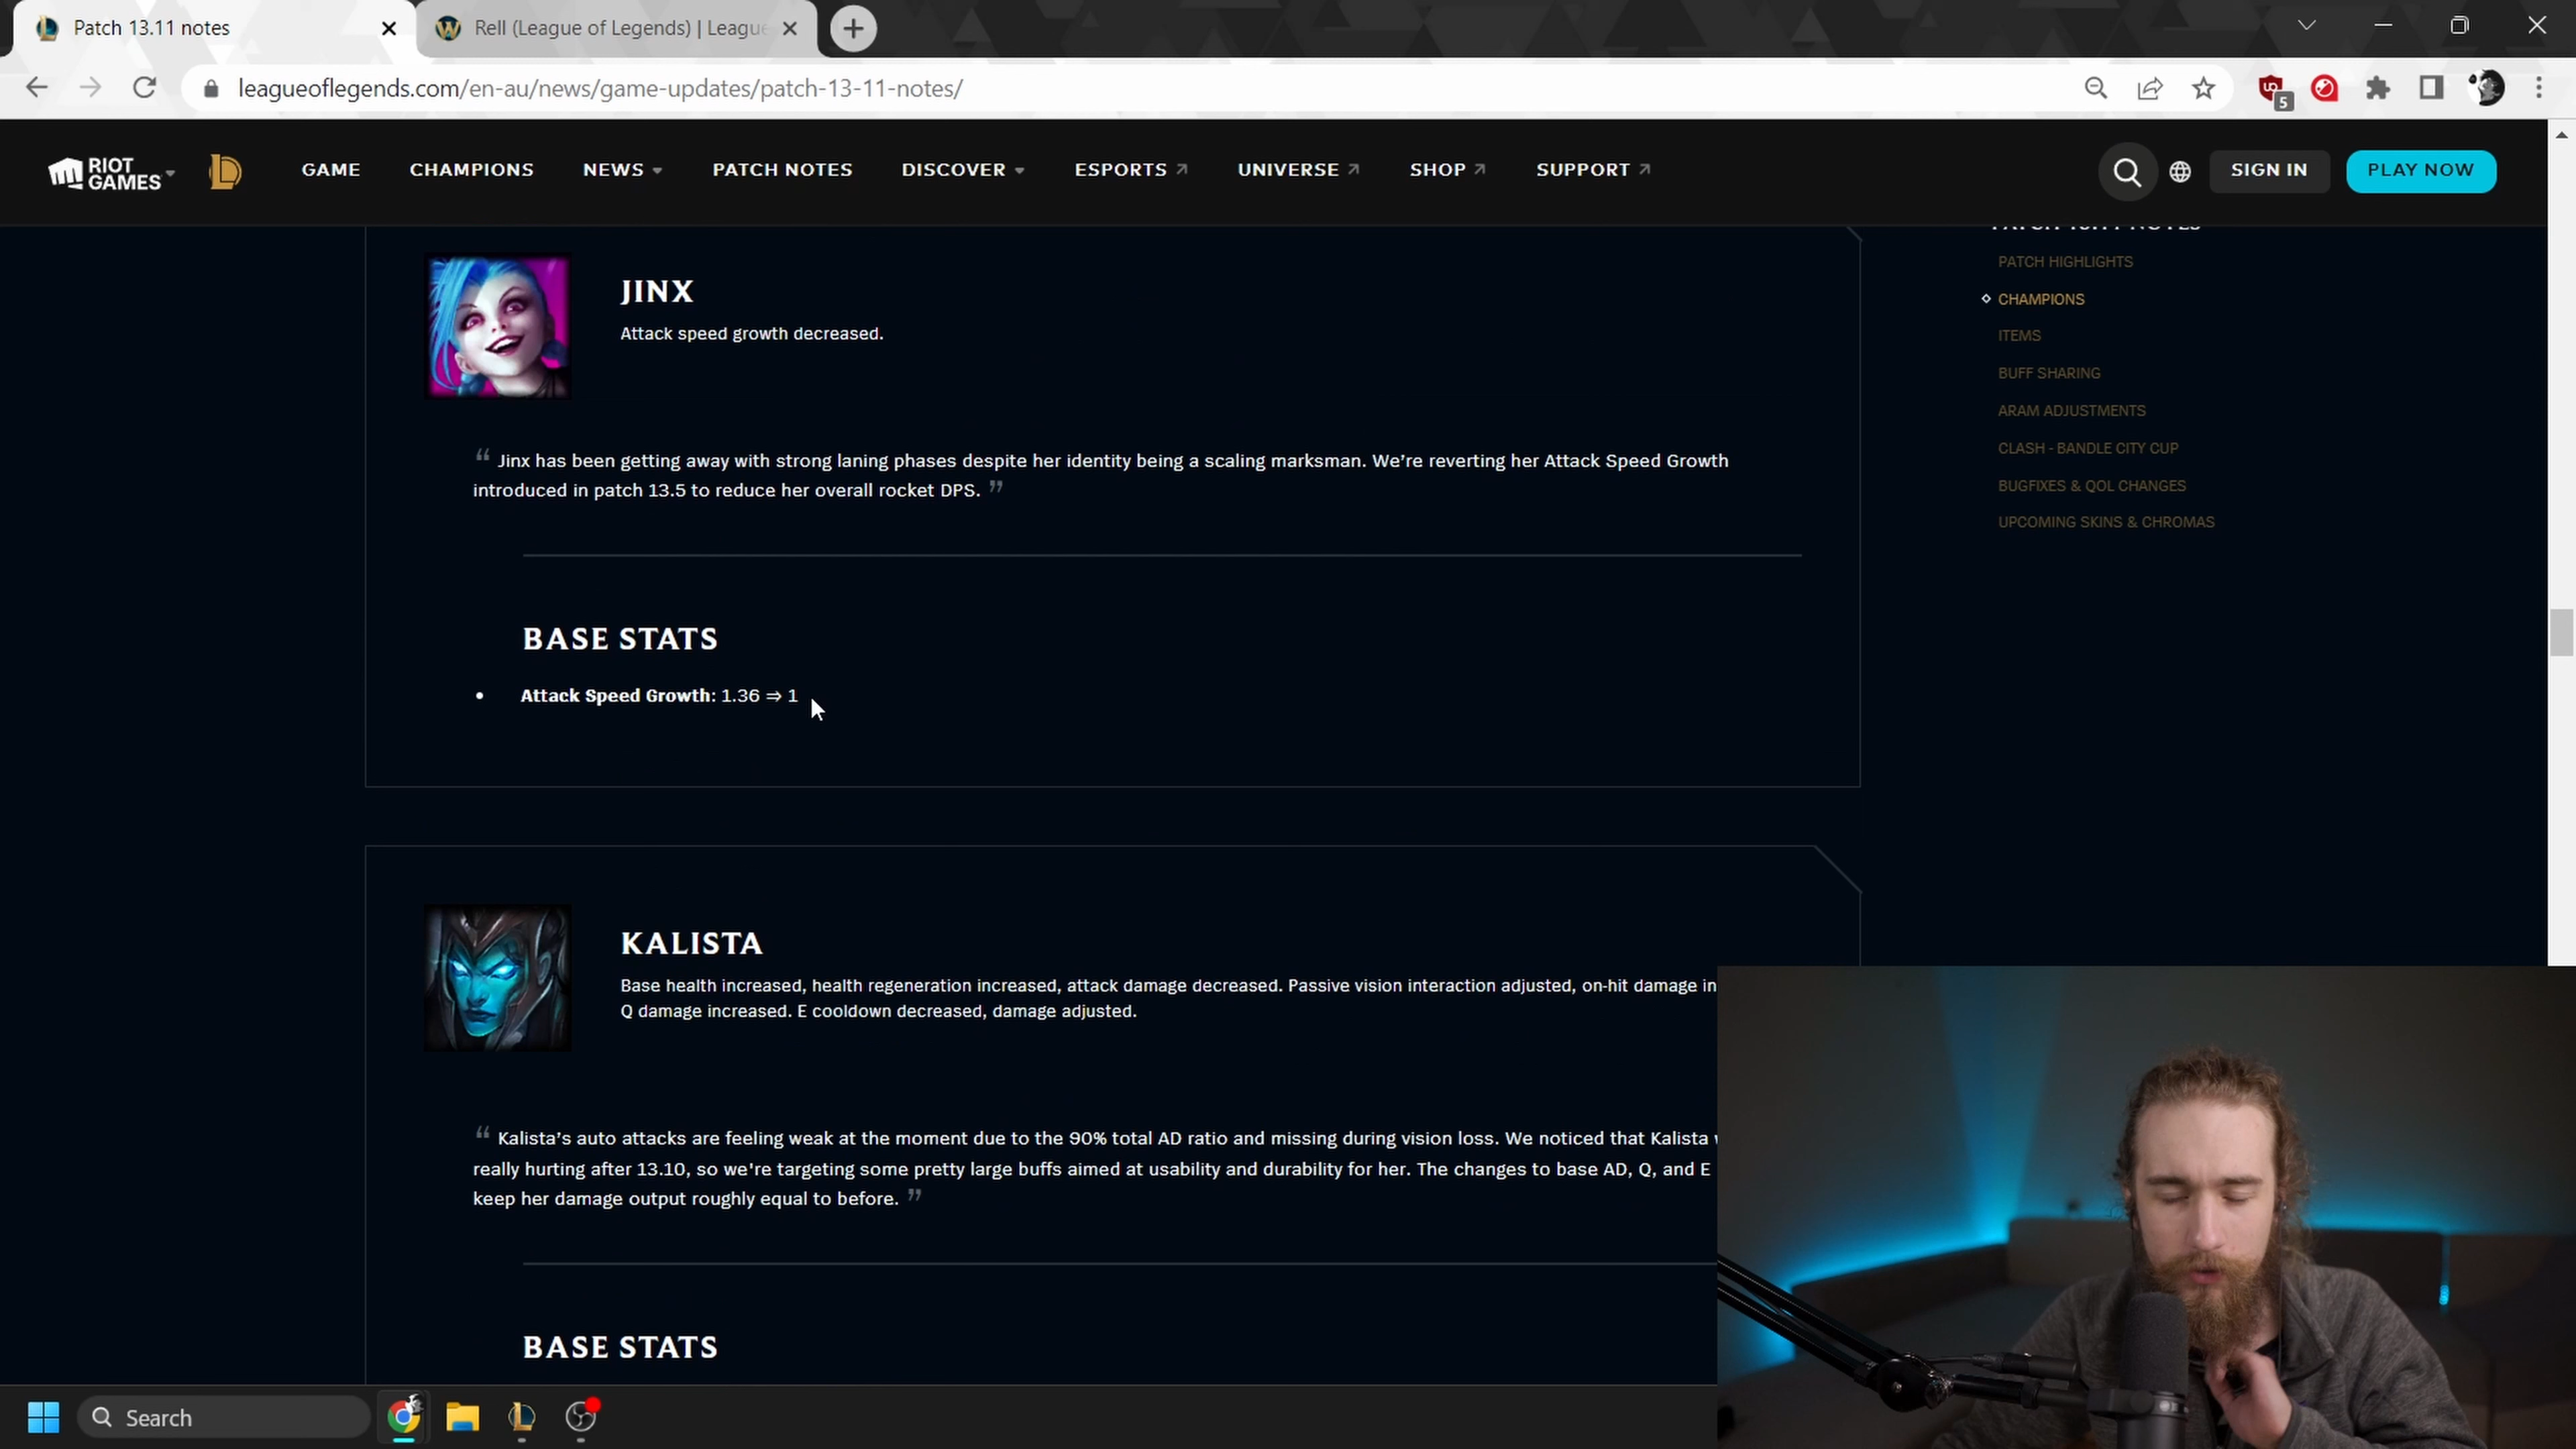 Patch 13.11 notes
Rell (League of Legends) | League
leagueoflegends.com/en-au/news/game-updates/patch-13-11-notes/
5
RIOT GAMES
GAME
CHAMPIONS
NEWS
PATCH NOTES
DISCOVER
ESPORTS
UNIVERSE
SHOP
SUPPORT
SIGN IN
PLAY NOW
JINX
Attack speed growth decreased.
“ Jinx has been getting away with strong laning phases despite her identity being a scaling marksman. We’re reverting her Attack Speed Growth
introduced in patch 13.5 to reduce her overall rocket DPS. ”
BASE STATS
• Attack Speed Growth: 1.36 ⇒ 1
KALISTA
Base health increased, health regeneration increased, attack damage decreased. Passive vision interaction adjusted, on-hit damage in
Q damage increased. E cooldown decreased, damage adjusted.
“ Kalista’s auto attacks are feeling weak at the moment due to the 90% total AD ratio and missing during vision loss. We noticed that Kalista
really hurting after 13.10, so we're targeting some pretty large buffs aimed at usability and durability for her. The changes to base AD, Q, and E
keep her damage output roughly equal to before. ”
BASE STATS
PATCH 13.11 NOTES
PATCH HIGHLIGHTS
CHAMPIONS
ITEMS
BUFF SHARING
ARAM ADJUSTMENTS
CLASH - BANDLE CITY CUP
BUGFIXES & QOL CHANGES
UPCOMING SKINS & CHROMAS
Search